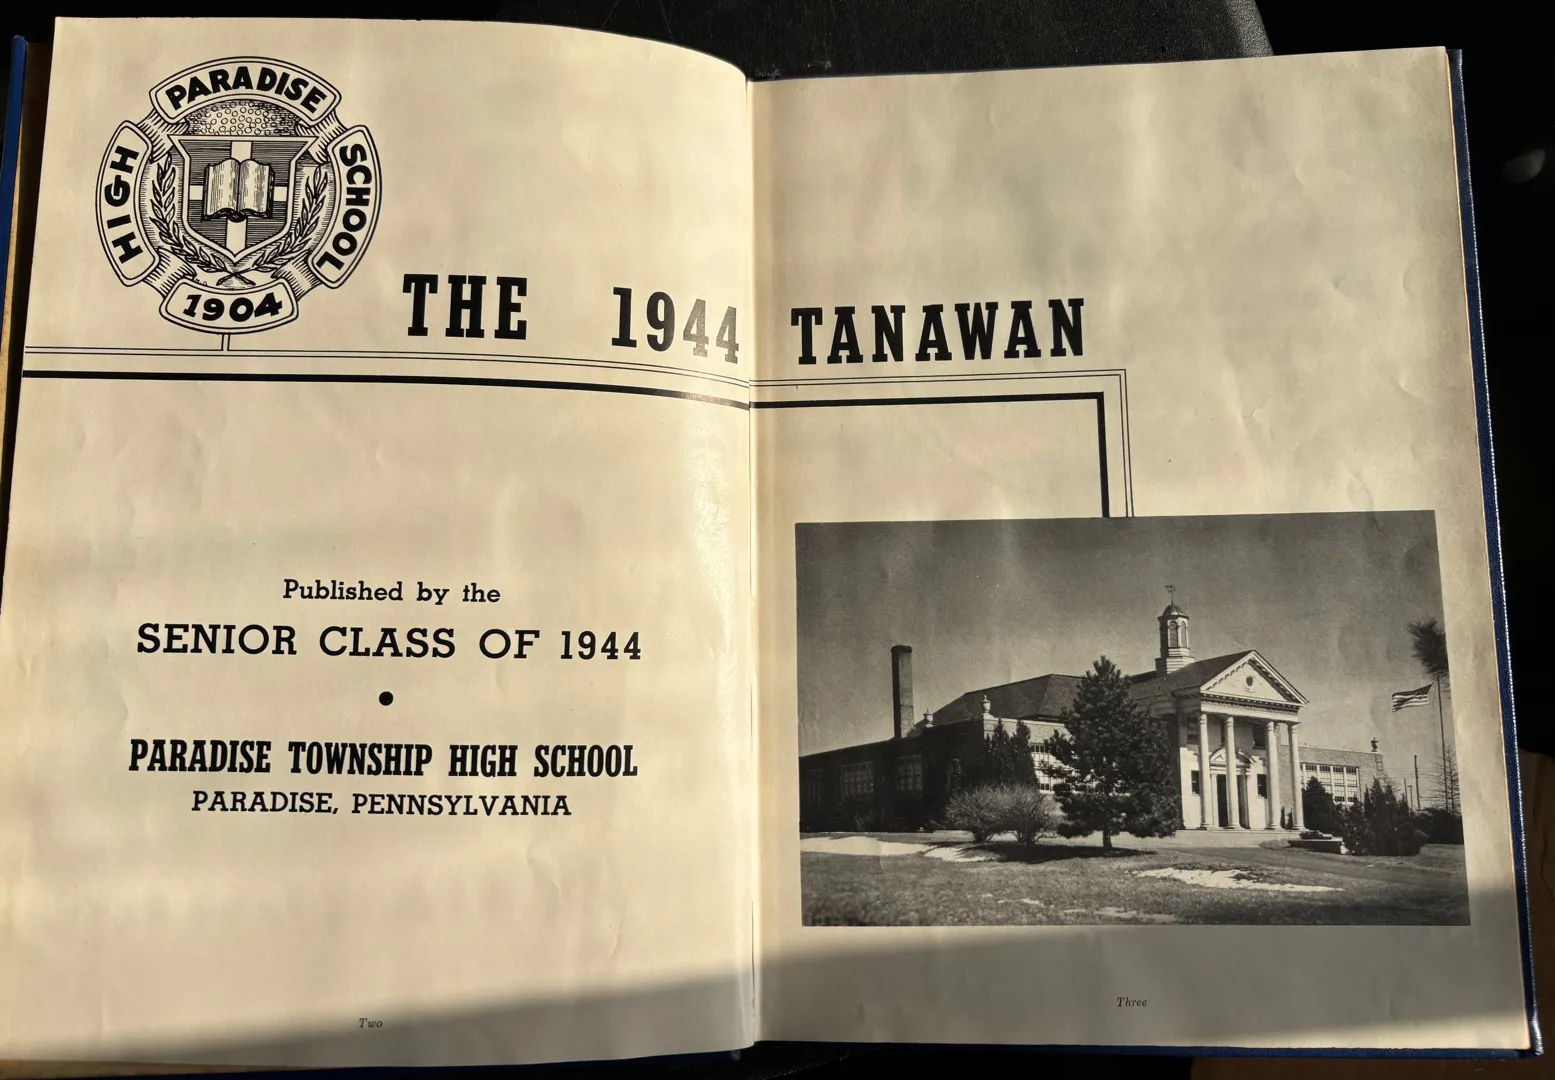 PARADISE
HIGH
SCHOOL
1904
THE 1944 TANAWAN
Published by the
SENIOR CLASS OF 1944
PARADISE TOWNSHIP HIGH SCHOOL
PARADISE, PENNSYLVANIA
Two
Three